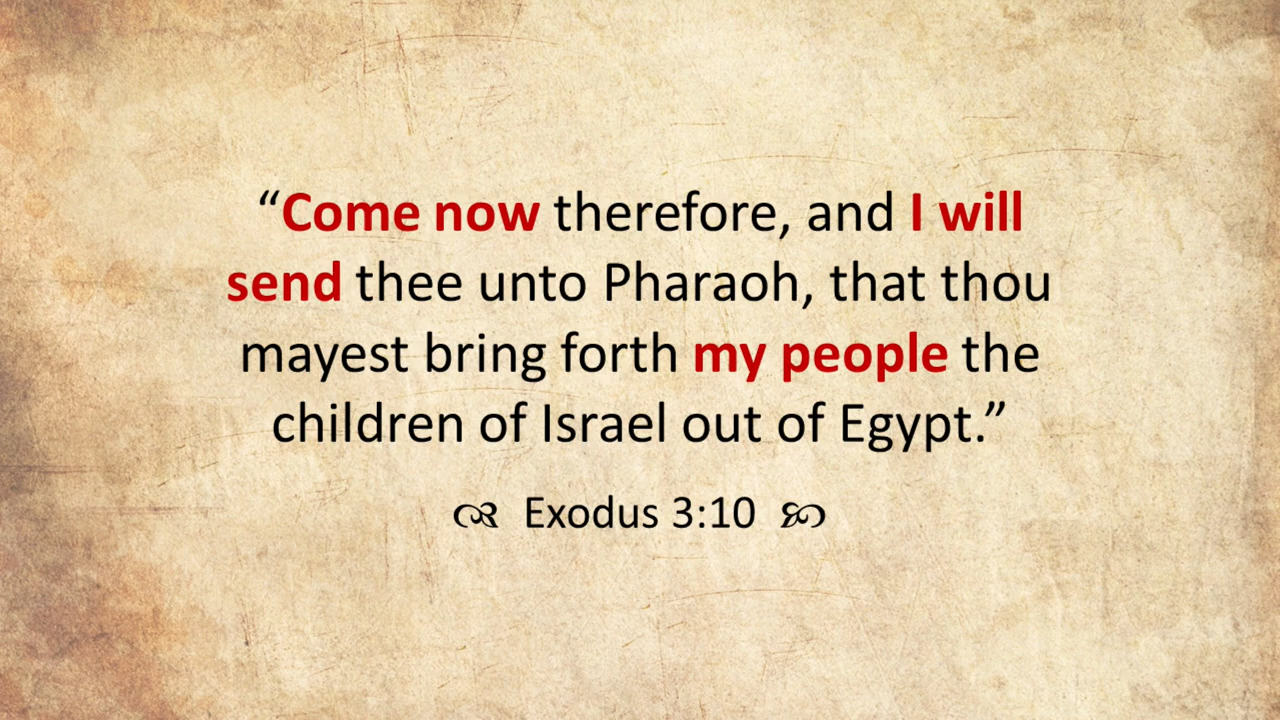 “Come now therefore, and I will
send thee unto Pharaoh, that thou
mayest bring forth my people the
children of Israel out of Egypt.”
Exodus 3:10